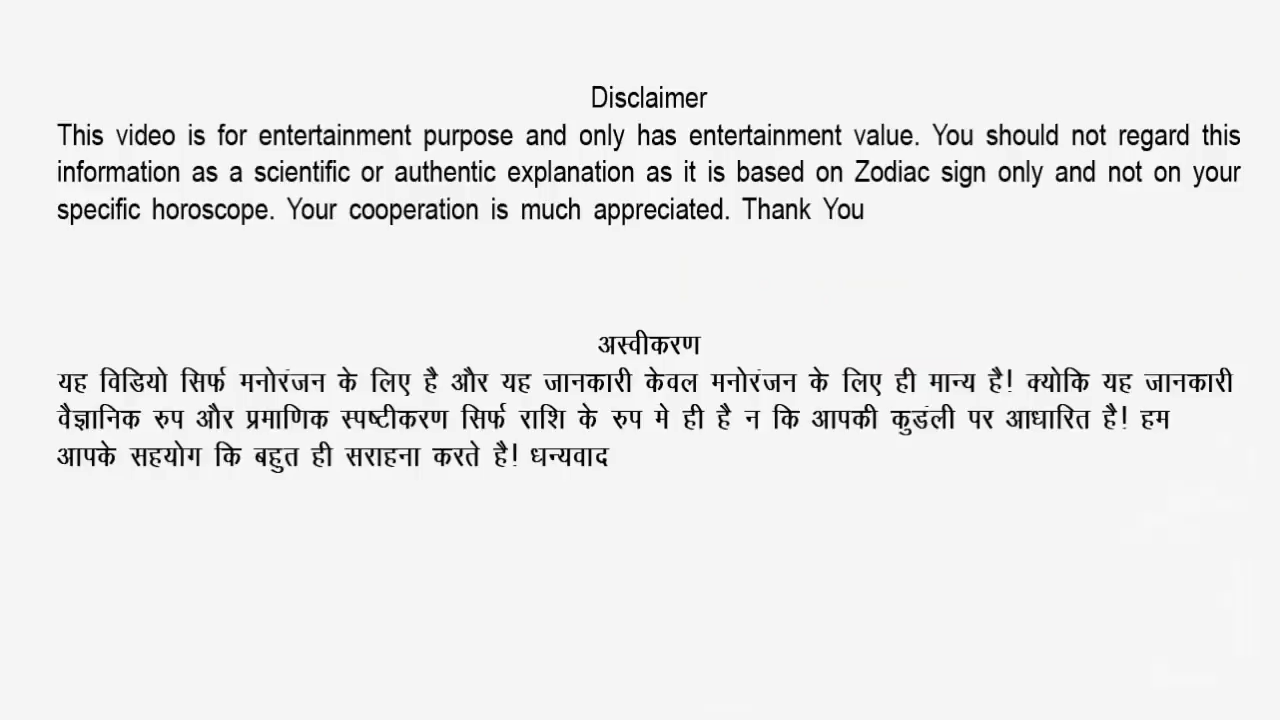 Disclaimer
This video is for entertainment purpose and only has entertainment value. You should not regard this
information as a scientific or authentic explanation as it is based on Zodiac sign only and not on your
specific horoscope. Your cooperation is much appreciated. Thank You
अस्वीकरण
यह विडियो सिर्फ मनोरंजन के लिए है और यह जानकारी केवल मनोरंजन के लिए ही मान्य है! क्योकि यह जानकारी
वैज्ञानिक रुप और प्रमाणिक स्पष्टीकरण सिर्फ राशि के रुप मे ही है न कि आपकी कुडंली पर आधारित है! हम
आपके सहयोग कि बहुत ही सराहना करते है! धन्यवाद